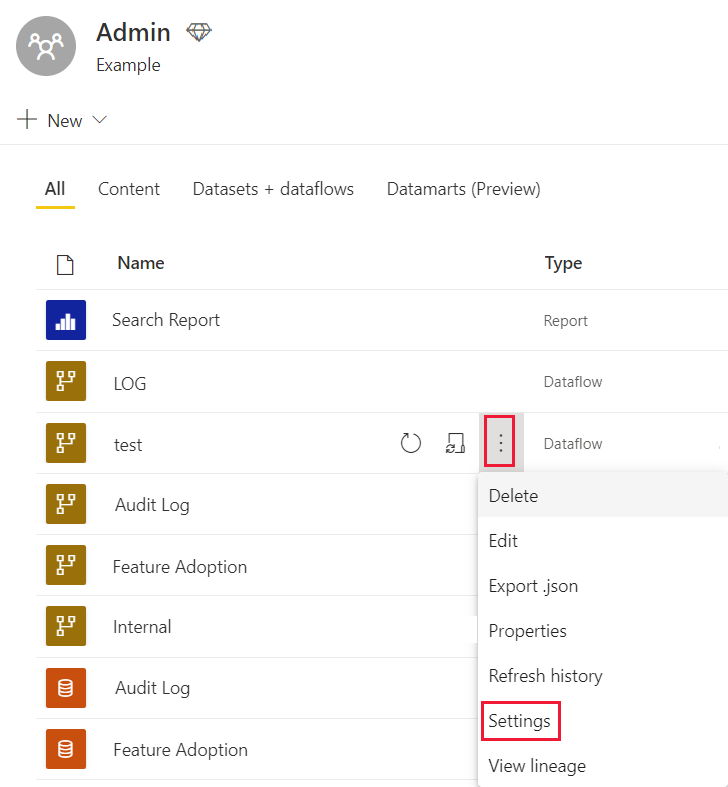 Admin
Example
New
All Content Datasets + dataflows Datamarts (Preview)
Name Type
Search Report Report
LOG Dataflow
test Dataflow
Delete
Audit Log
Edit
Feature Adoption
Export .json
Internal
Properties
Refresh history
Audit Log
Settings
Feature Adoption
View lineage